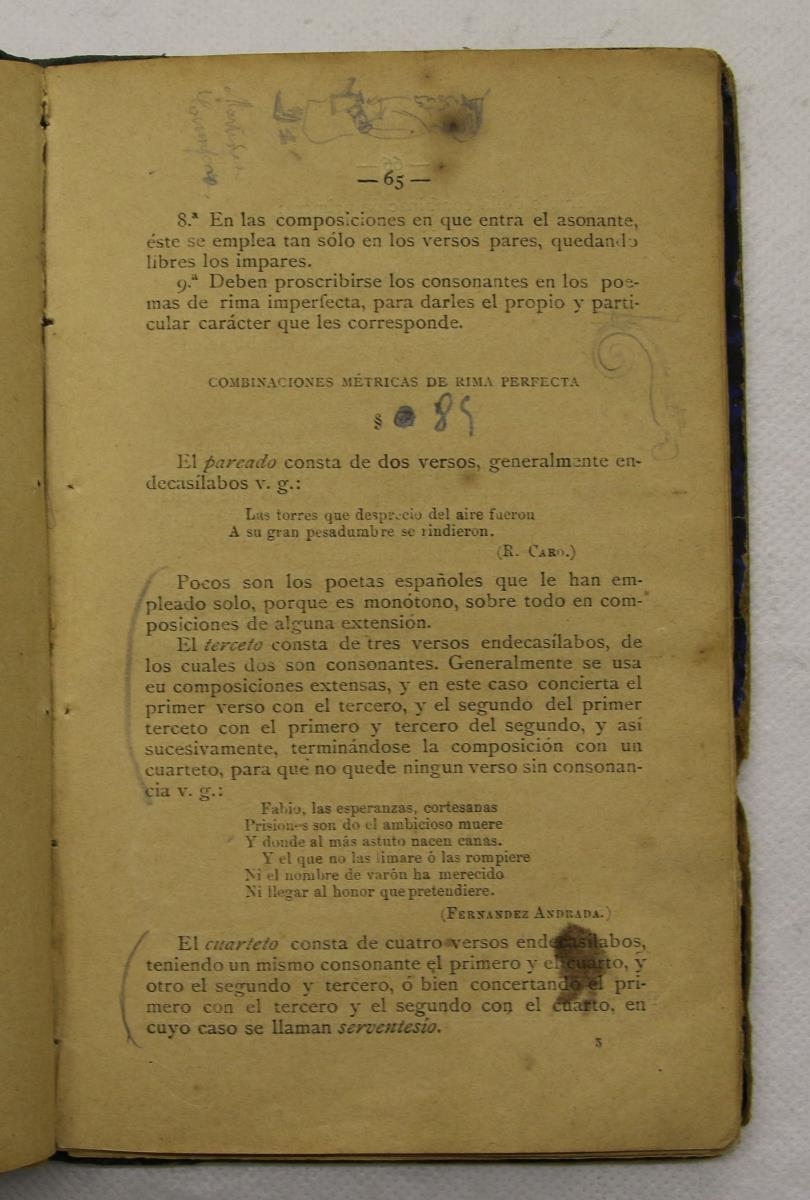 — 65 —
8.ª En las composiciones en que entra el asonante,
éste se emplea tan sólo en los versos pares, quedando
libres los impares.
9.ª Deben proscribirse los consonantes en los poe-
mas de rima imperfecta, para darles el propio y parti-
cular carácter que les corresponde.
COMBINACIONES MÉTRICAS DE RIMA PERFECTA
§ 85
El pareado consta de dos versos, generalmente en-
decasílabos v. g.:
Las torres que desprecio del aire fueron
A su gran pesadumbre se rindieron.
(R. CARO.)
Pocos son los poetas españoles que le han em-
pleado solo, porque es monótono, sobre todo en com-
posiciones de alguna extensión.
El terceto consta de tres versos endecasílabos, de
los cuales dos son consonantes. Generalmente se usa
eu composiciones extensas, y en este caso concierta el
primer verso con el tercero, y el segundo del primer
terceto con el primero y tercero del segundo, y así
sucesivamente, terminándose la composición con un
cuarteto, para que no quede ningun verso sin consonan-
cia v. g.:
Fabio, las esperanzas, cortesanas
Prisiones son do el ambicioso muere
Y donde al más astuto nacen canas.
Y el que no las limare ó las rompiere
Ni el nombre de varón ha merecido
Ni llegar al honor que pretendiere.
(FERNANDEZ ANDRADA.)
El cuarteto consta de cuatro versos endecasílabos,
teniendo un mismo consonante el primero y el cuarto, y
otro el segundo y tercero, ó bien concertando el pri-
mero con el tercero y el segundo con el cuarto, en
cuyo caso se llaman serventesio.
5